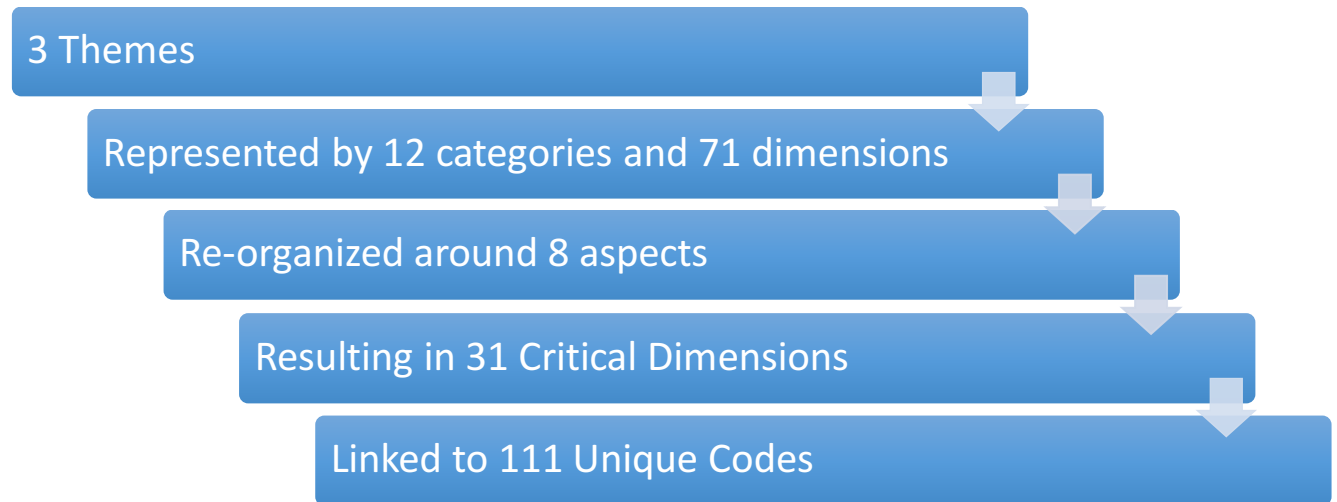 3 Themes
Represented by 12 categories and 71 dimensions
Re-organized around 8 aspects
Resulting in 31 Critical Dimensions
Linked to 111 Unique Codes